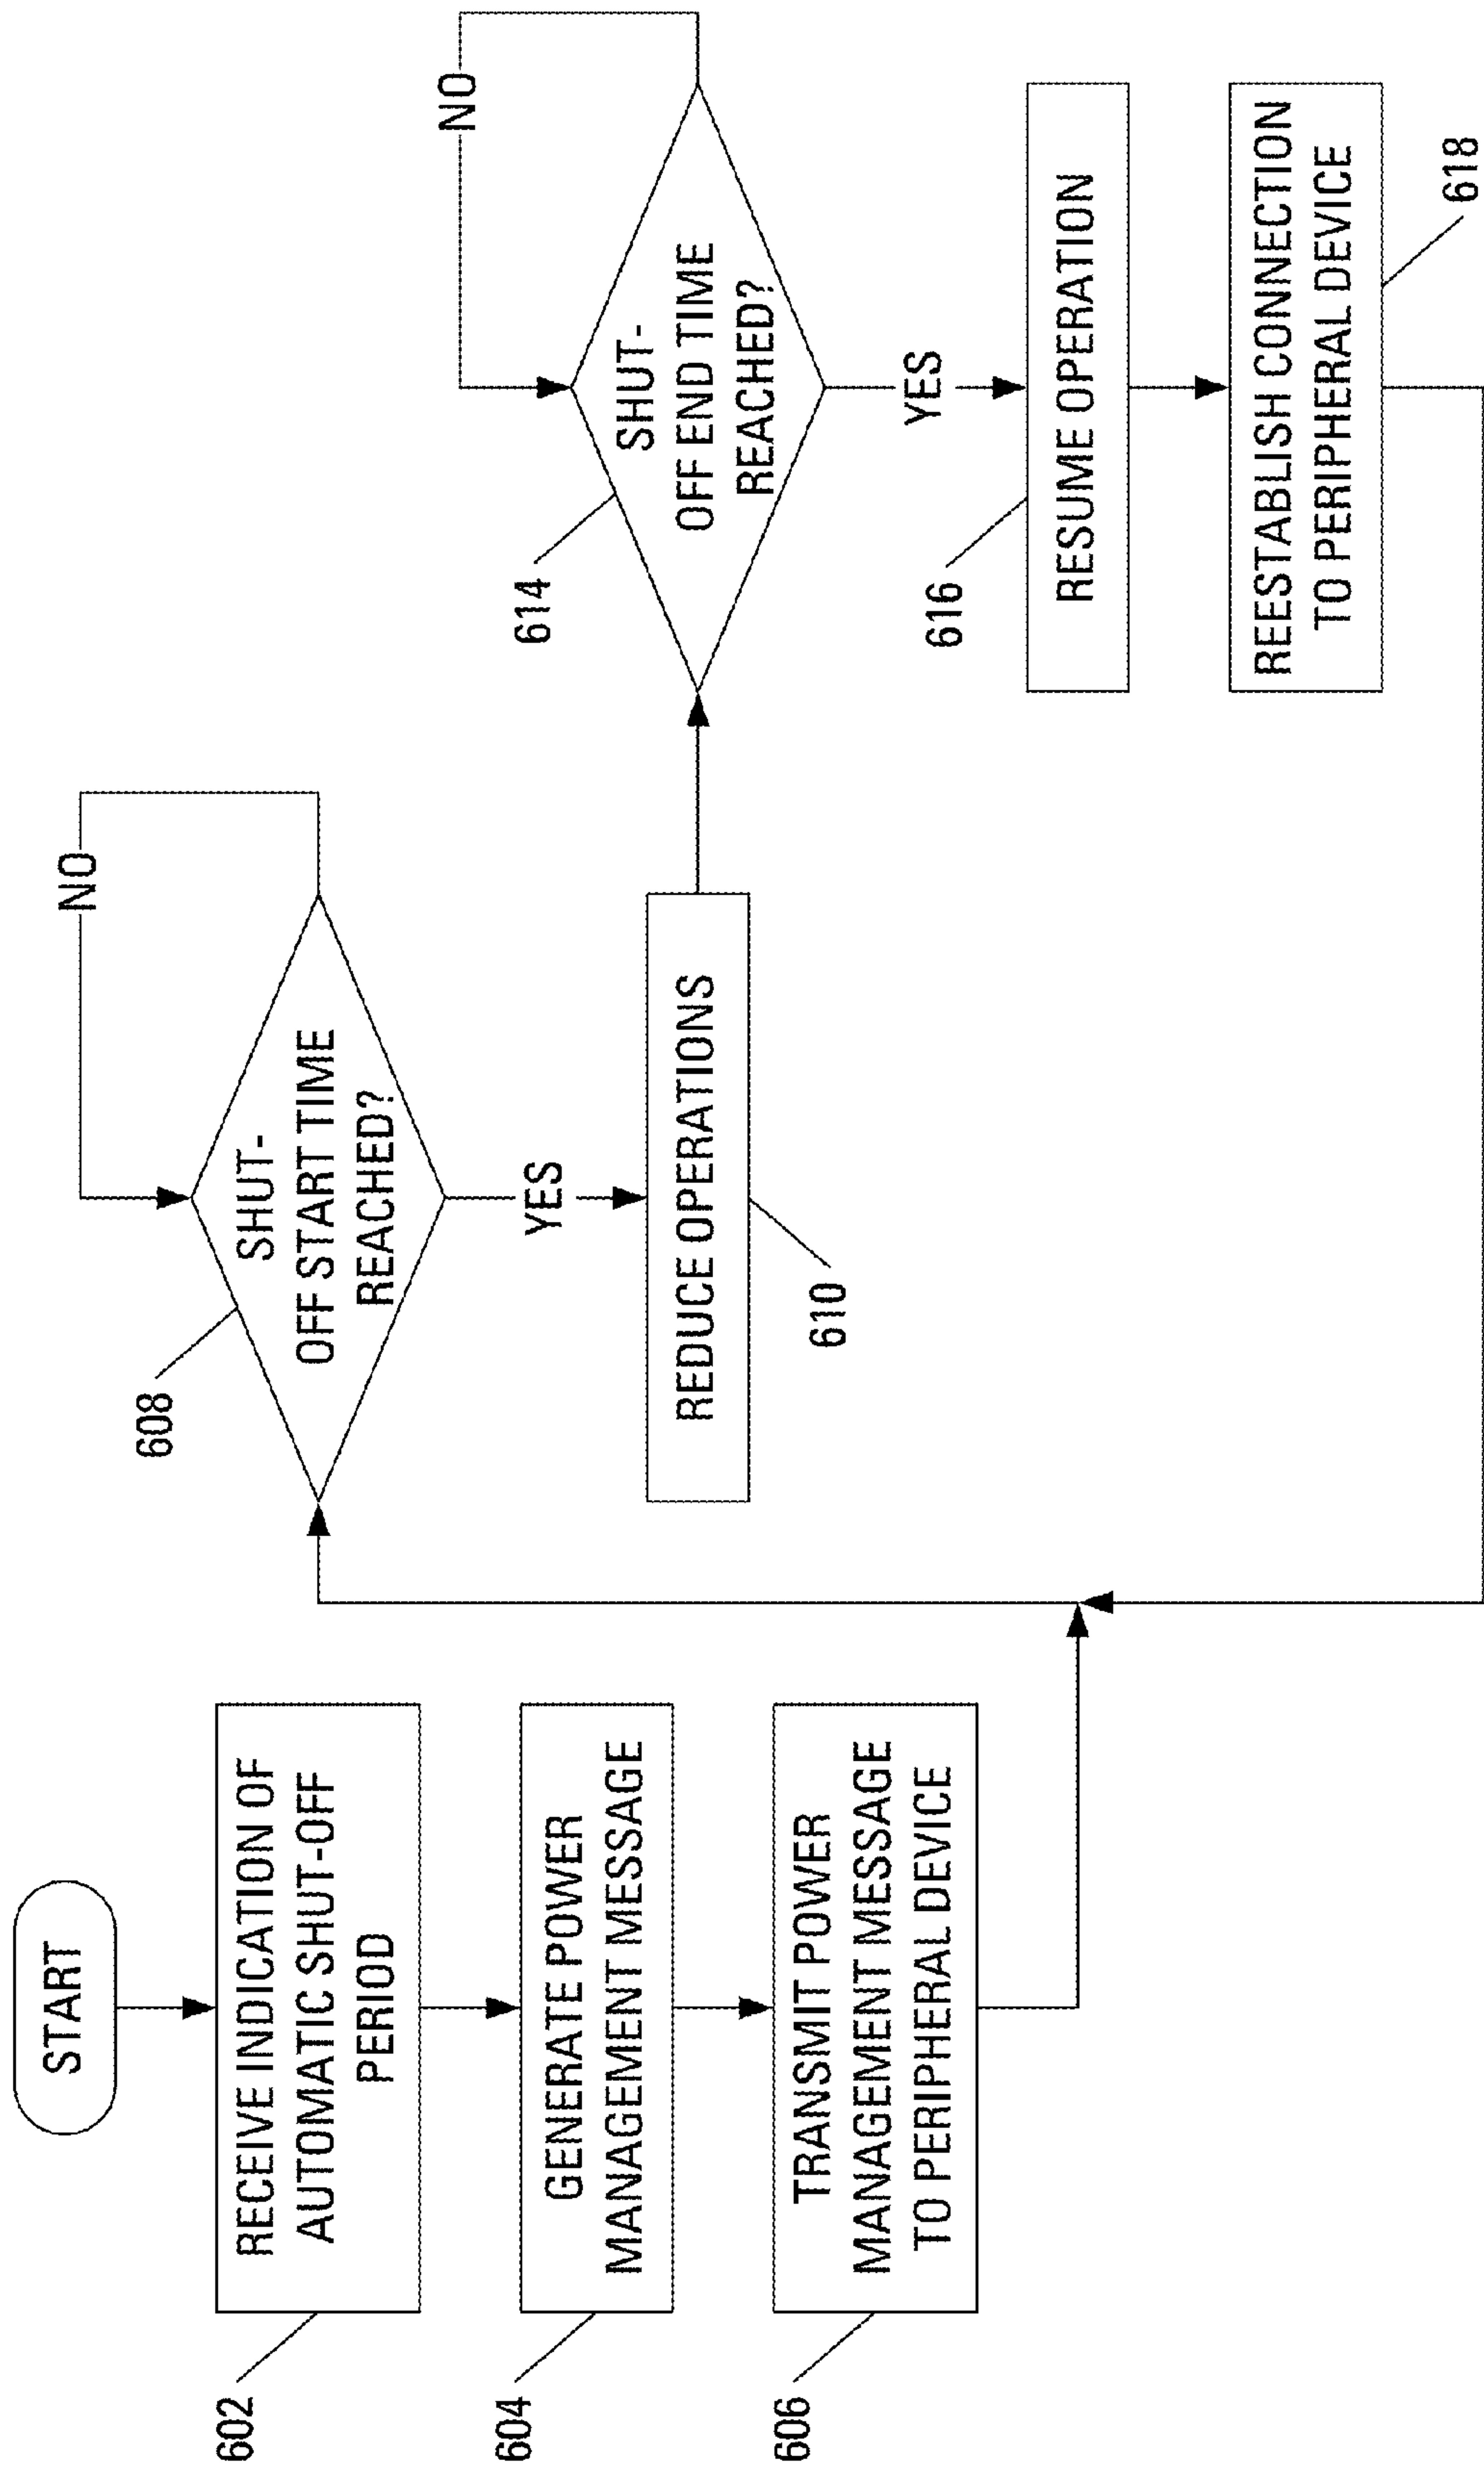 START
RECEIVE INDICATION OF
AUTOMATIC SHUT-OFF
PERIOD
602
GENERATE POWER
MANAGEMENT MESSAGE
604
TRANSMIT POWER
MANAGEMENT MESSAGE
TO PERIPHERAL DEVICE
606
NO
608
SHUT-
OFF START TIME
REACHED?
YES
REDUCE OPERATIONS
610
NO
614
SHUT-
OFF END TIME
REACHED?
YES
616
RESUME OPERATION
REESTABLISH CONNECTION
TO PERIPHERAL DEVICE
618